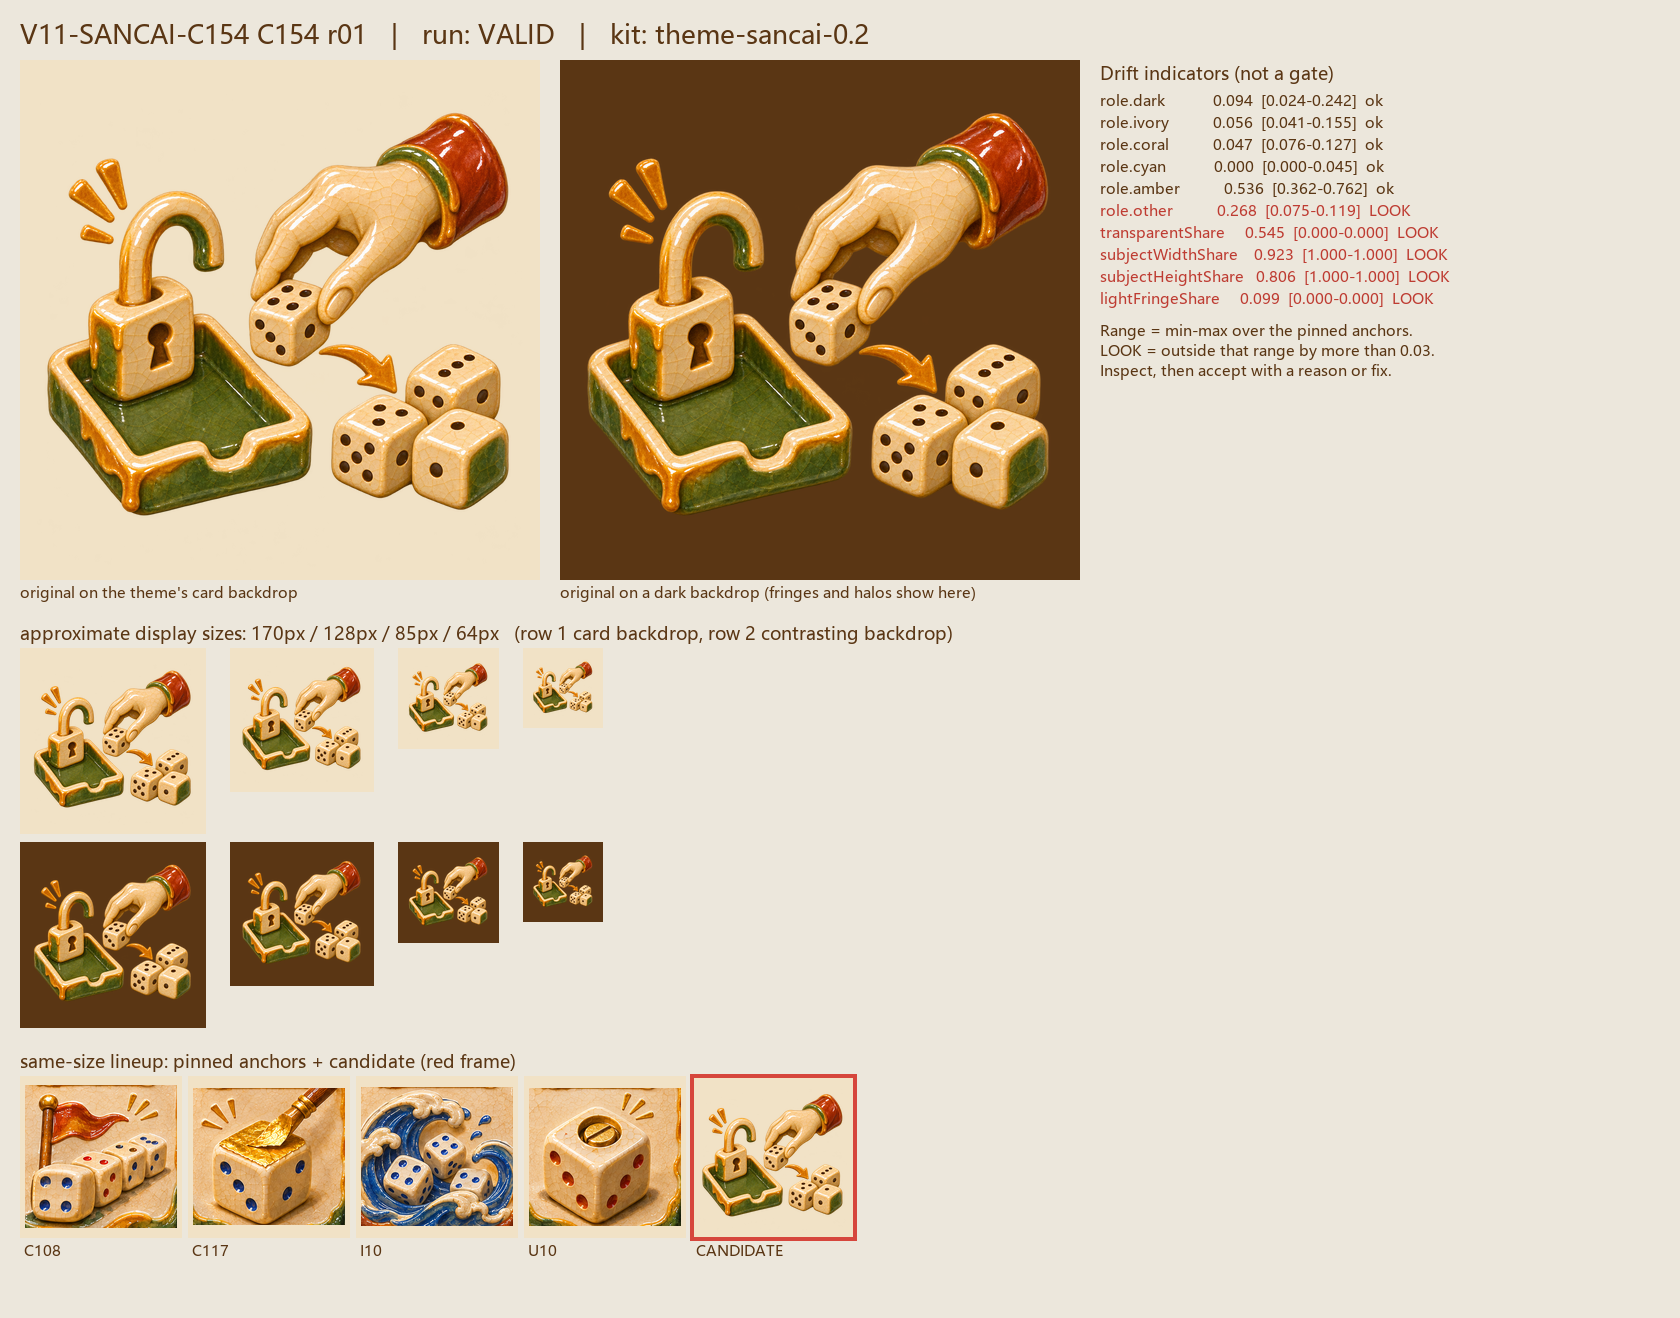 V11-SANCAI-C154 C154 r01 | run: VALID | kit: theme-sancai-0.2
Drift indicators (not a gate)
role.dark 0.094 [0.024-0.242] ok
role.ivory 0.056 [0.041-0.155] ok
role.coral 0.047 [0.076-0.127] ok
role.cyan 0.000 [0.000-0.045] ok
role.amber 0.536 [0.362-0.762] ok
role.other 0.268 [0.075-0.119] LOOK
transparentShare 0.545 [0.000-0.000] LOOK
subjectWidthShare 0.923 [1.000-1.000] LOOK
subjectHeightShare 0.806 [1.000-1.000] LOOK
lightFringeShare 0.099 [0.000-0.000] LOOK
Range = min-max over the pinned anchors.
LOOK = outside that range by more than 0.03.
Inspect, then accept with a reason or fix.
original on the theme's card backdrop
original on a dark backdrop (fringes and halos show here)
approximate display sizes: 170px / 128px / 85px / 64px (row 1 card backdrop, row 2 contrasting backdrop)
same-size lineup: pinned anchors + candidate (red frame)
C108
C117
I10
U10
CANDIDATE